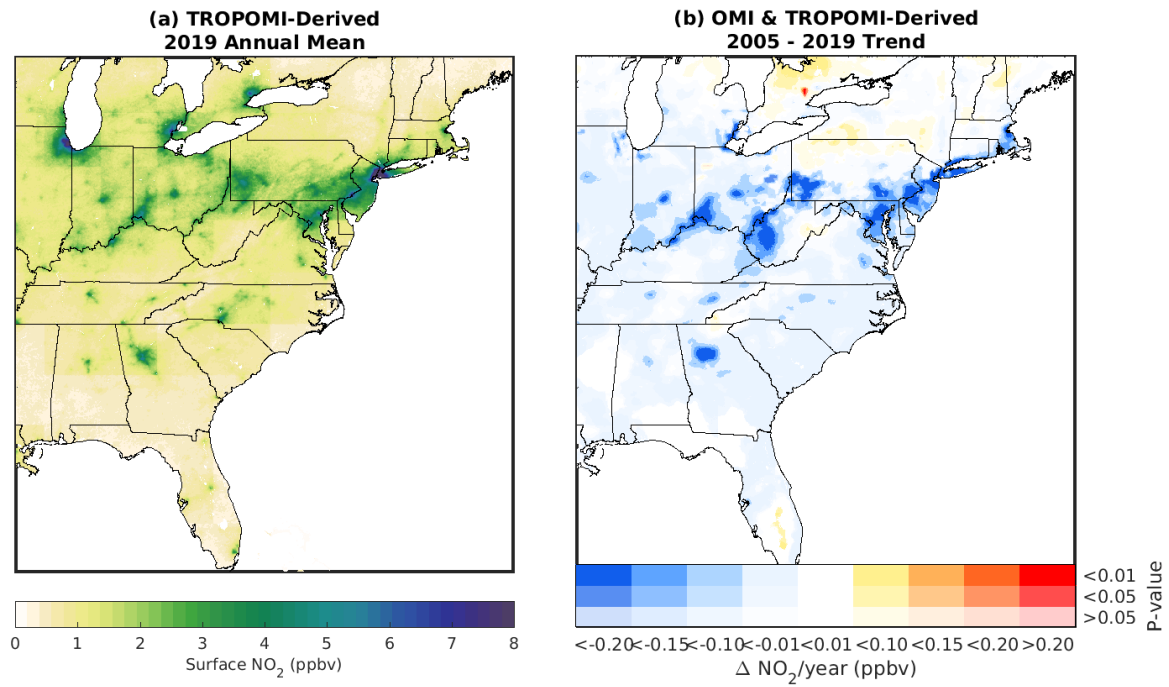 (a) TROPOMI-Derived
2019 Annual Mean
(b) OMI & TROPOMI-Derived
2005 - 2019 Trend
0 1 2 3 4 5 6 7 8
Surface NO2 (ppbv)
<0.01
<0.05
>0.05
P-value
<-0.20 <-0.15 <-0.10 <-0.01 <0.01 <0.10 <0.15 <0.20 >0.20
Δ NO2/year (ppbv)